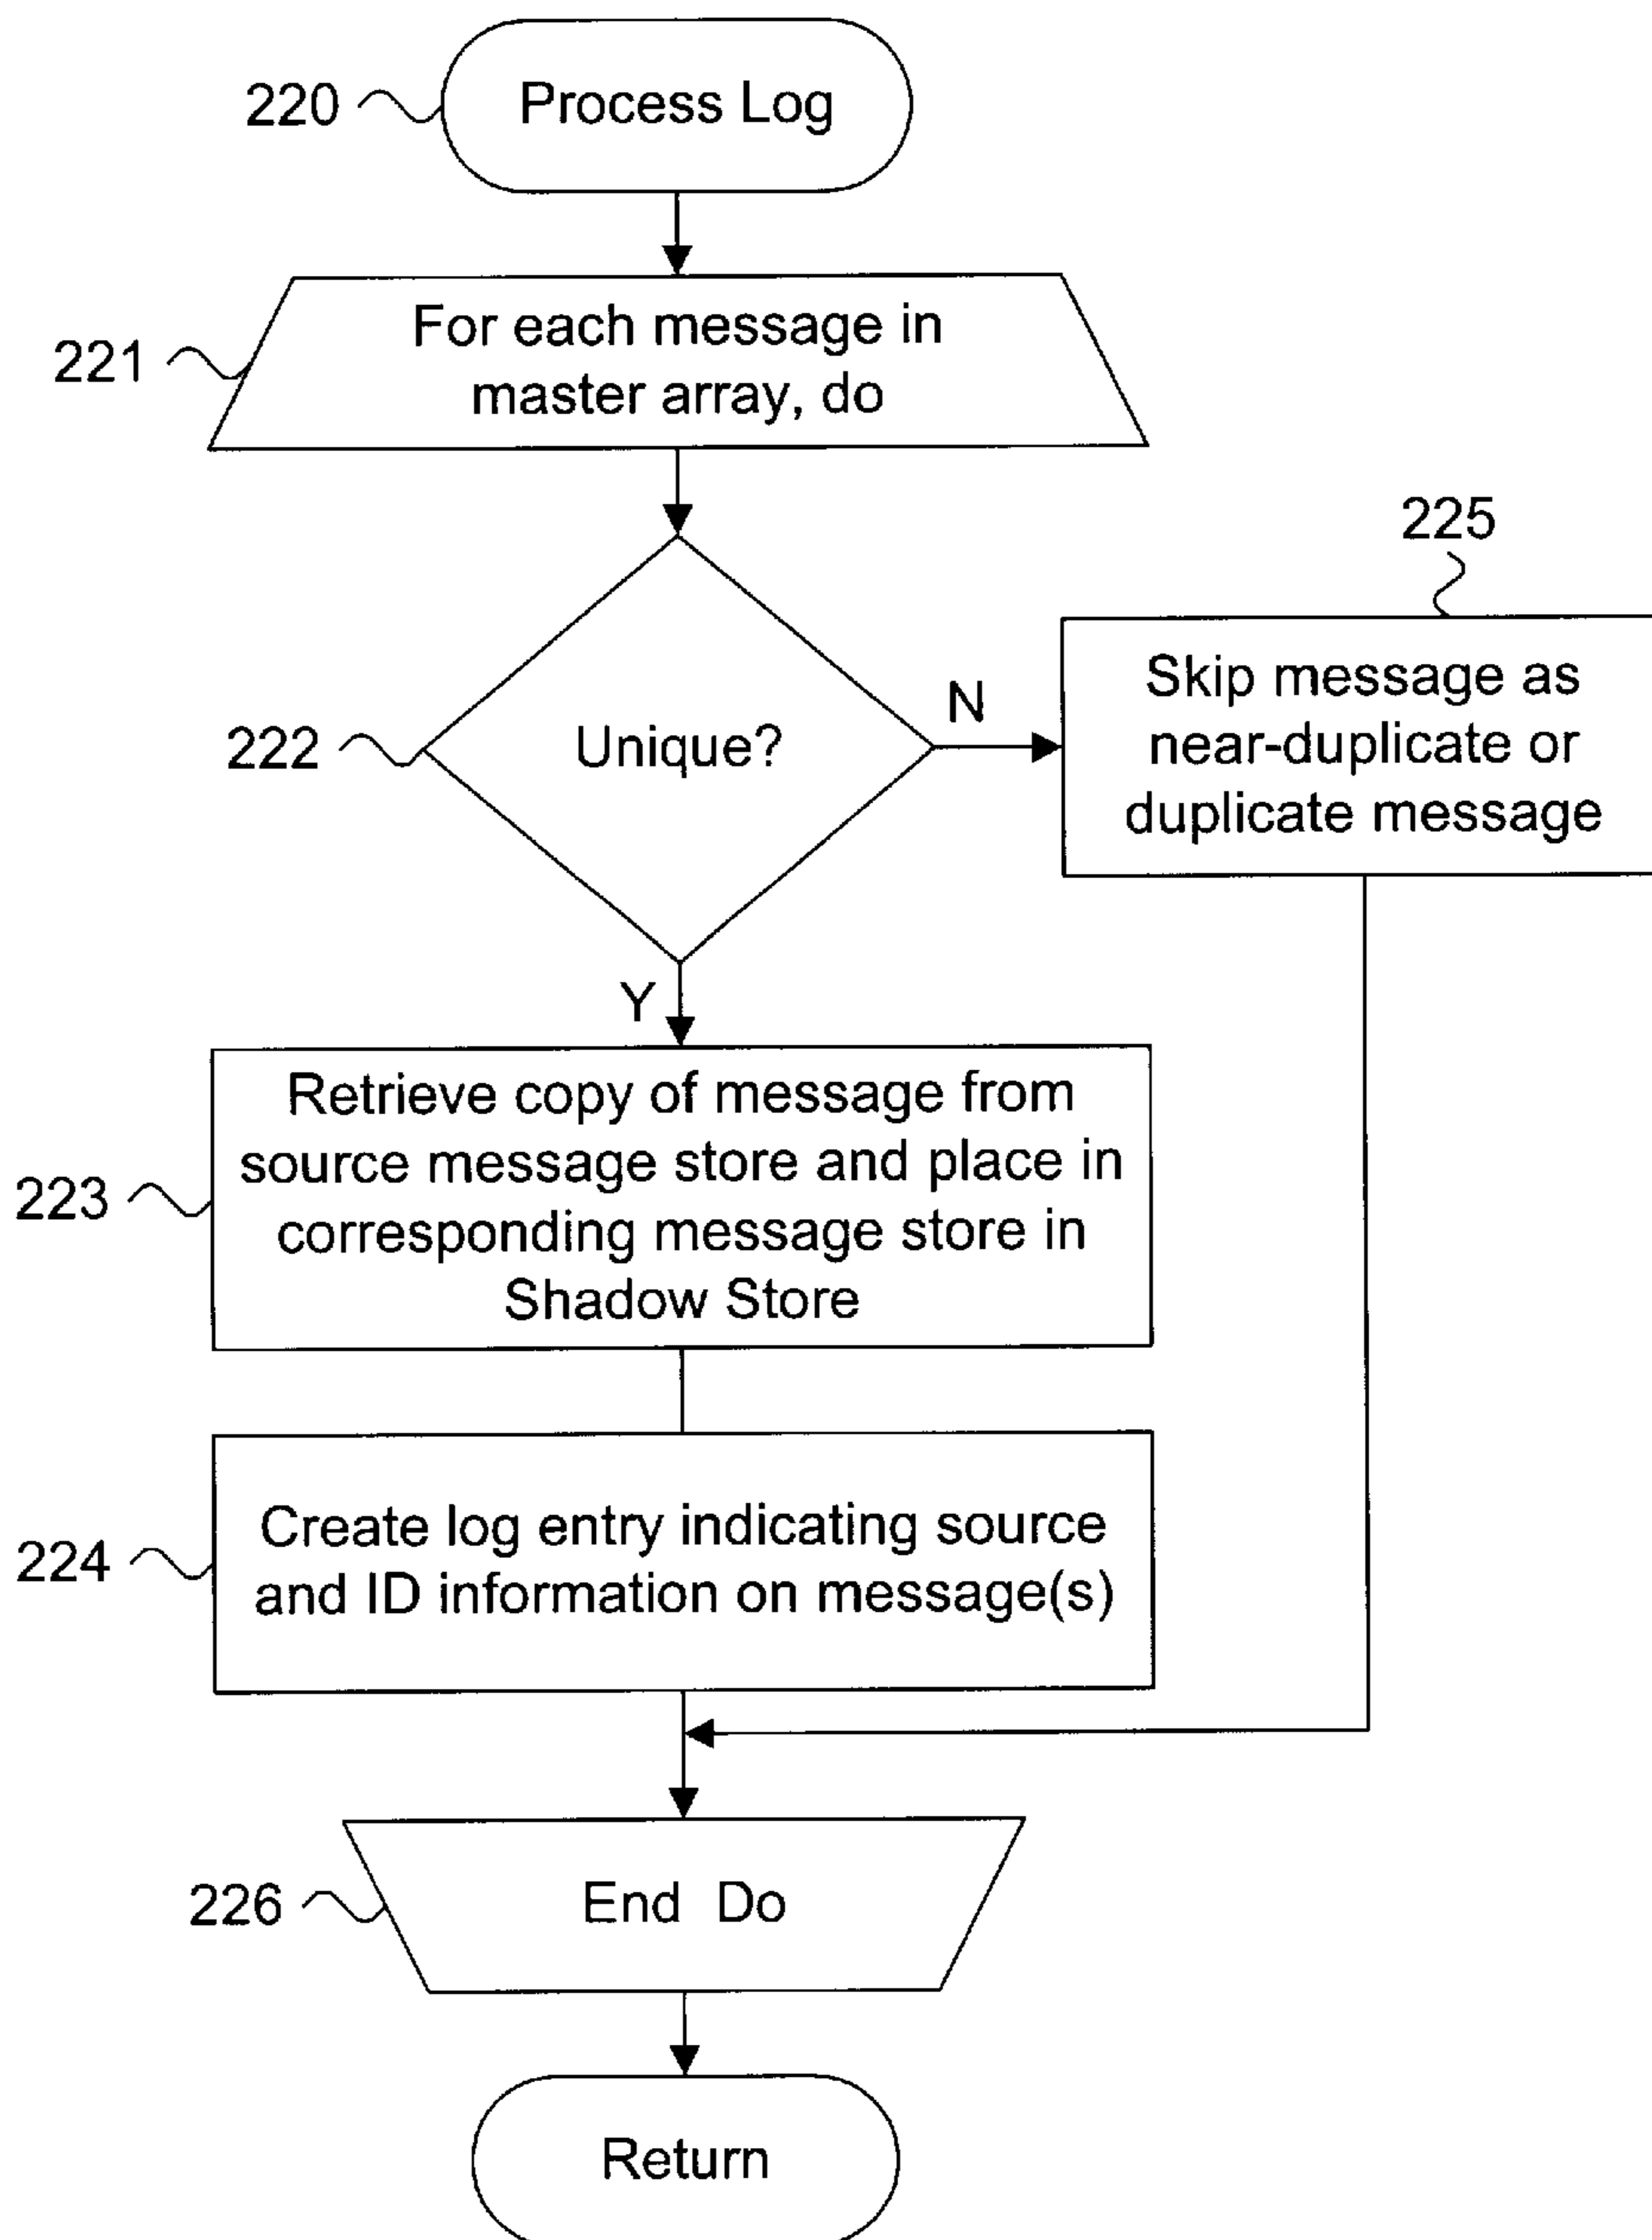 220
Process Log
221
For each message in
master array, do
225
222
Unique?
N
Skip message as
near-duplicate or
duplicate message
Y
223
Retrieve copy of message from
source message store and place in
corresponding message store in
Shadow Store
224
Create log entry indicating source
and ID information on message(s)
226
End Do
Return